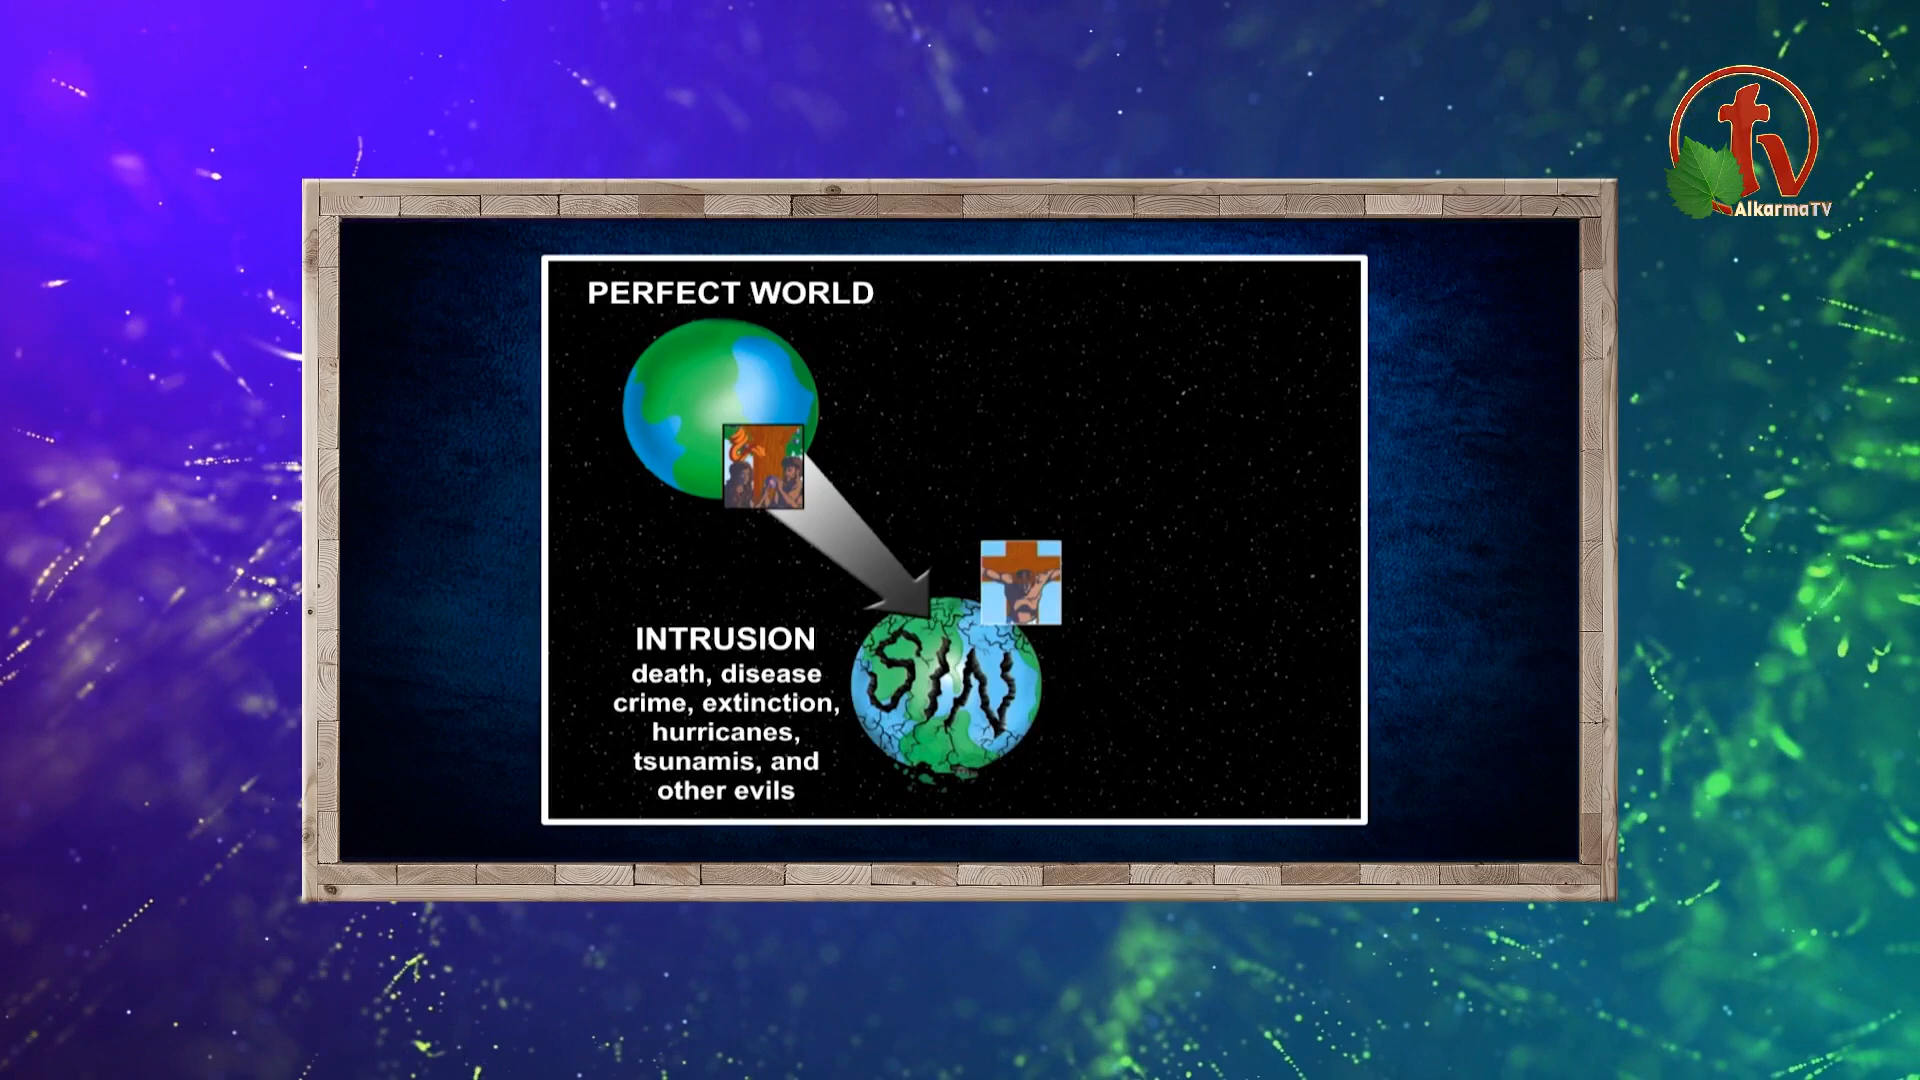 tv
AlkarmaTV
PERFECT WORLD
INTRUSION
death, disease
crime, extinction,
hurricanes,
tsunamis, and
other evils
SIN